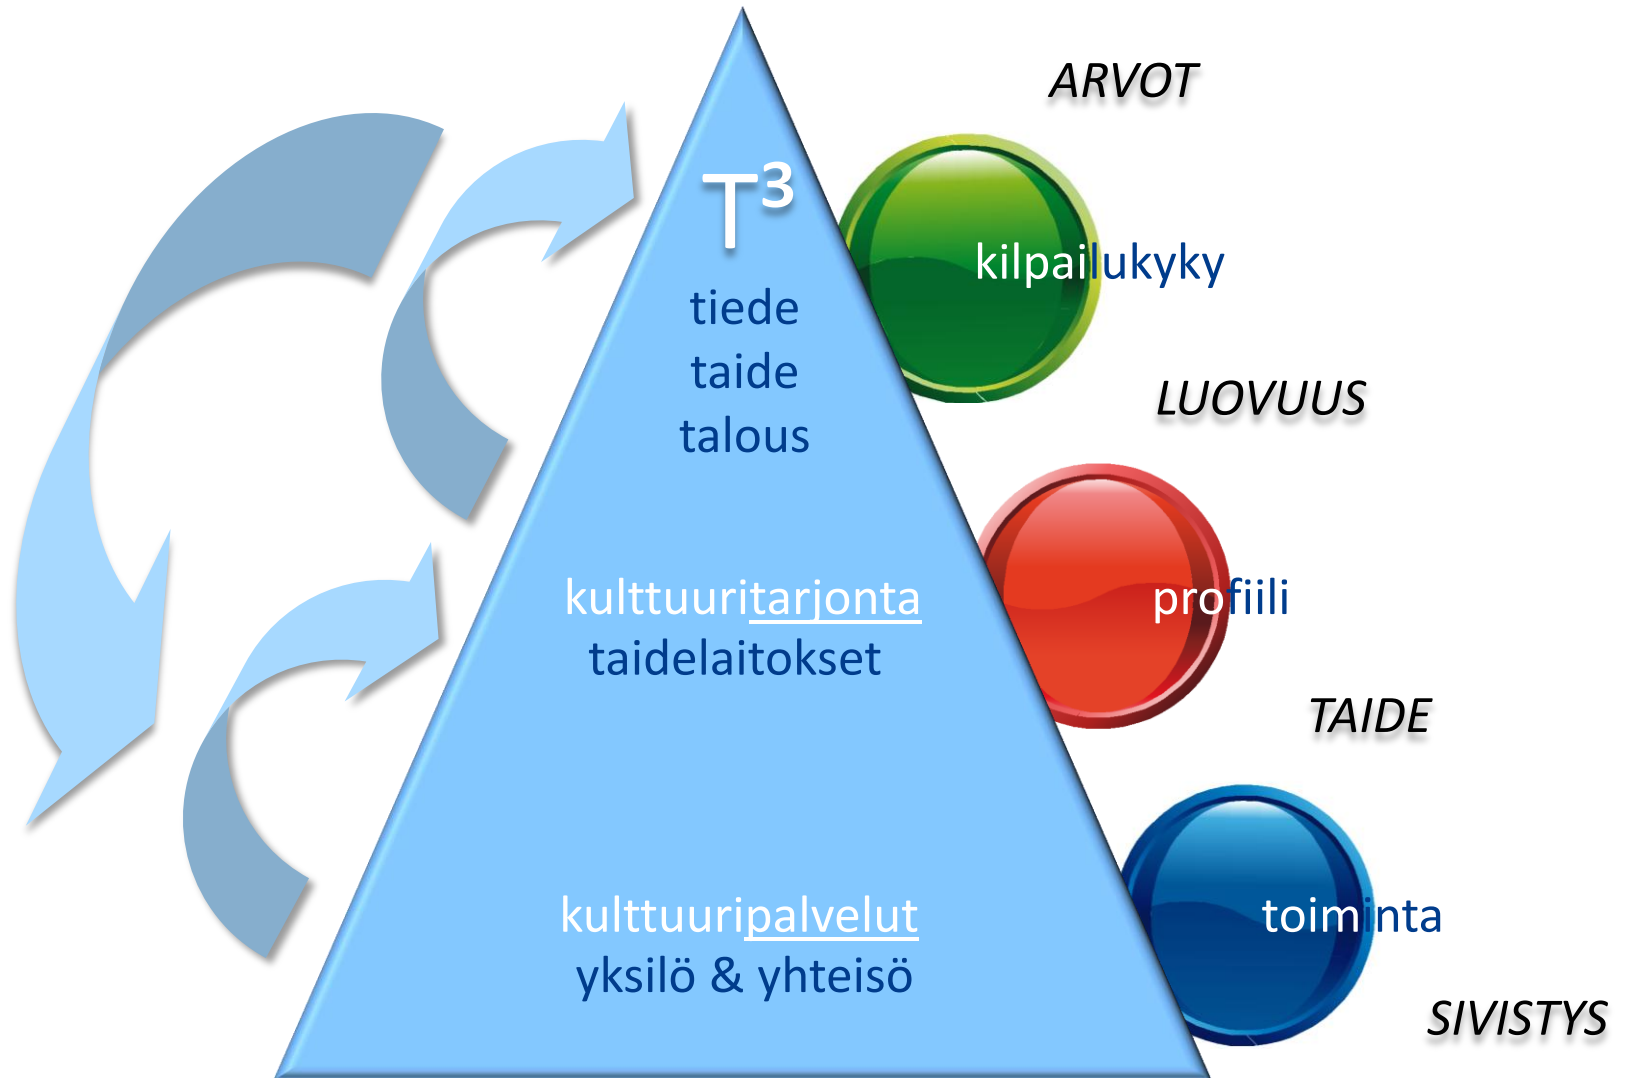 ARVOT
T³
kilpailukyky
tiede
taide
talous
LUOVUUS
kulttuuritarjonta
profiili
taidelaitokset
TAIDE
kulttuuripalvelut
toiminta
yksilö & yhteisö
SIVISTYS